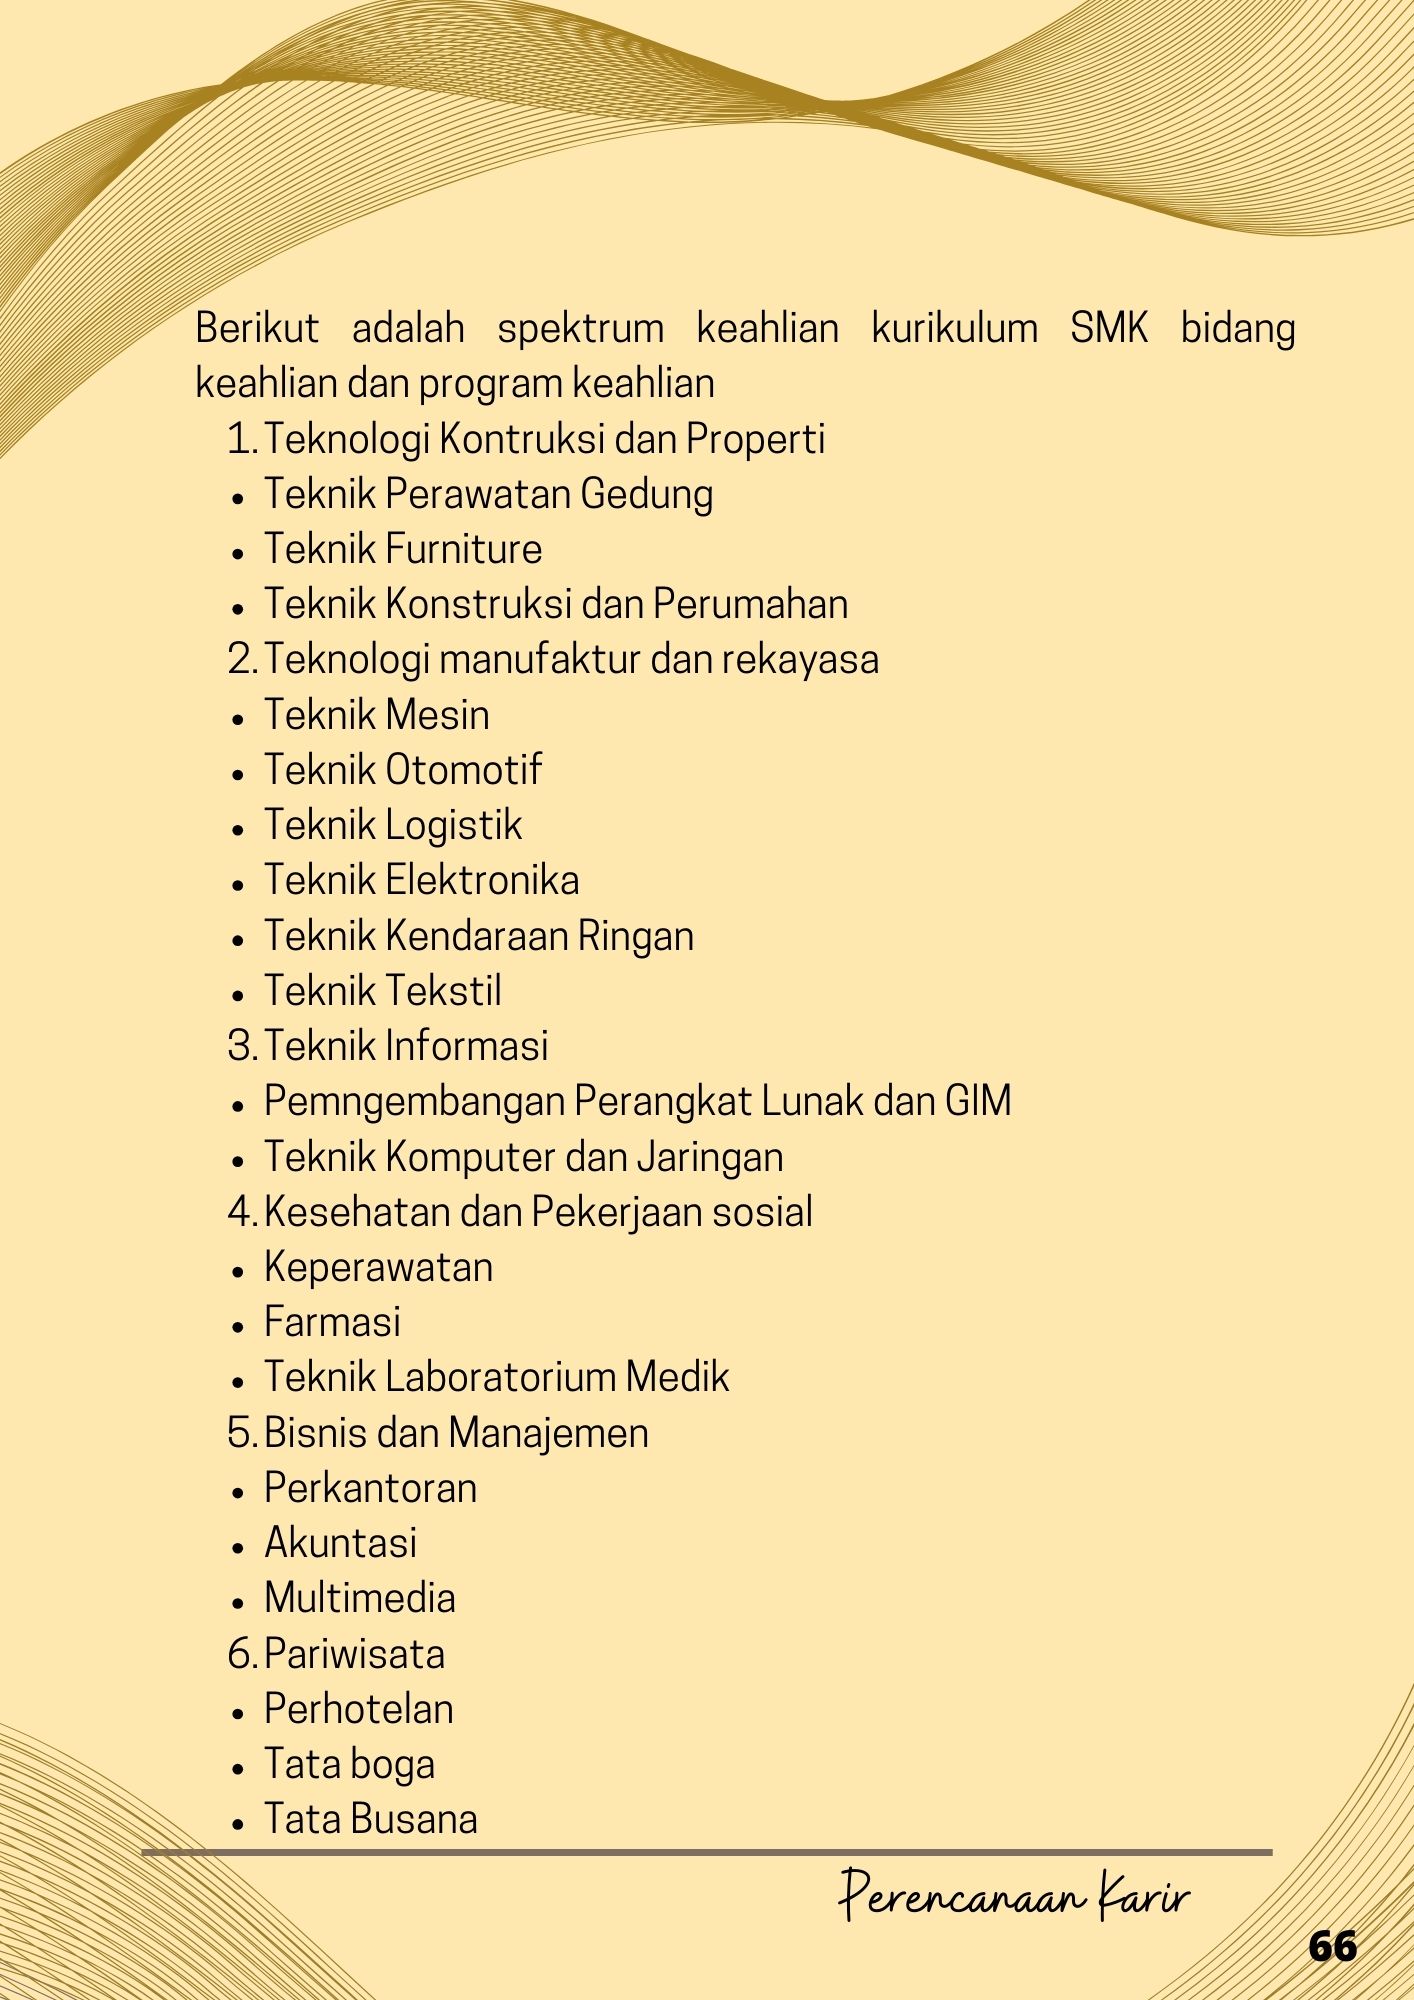 Berikut adalah spektrum keahlian kurikulum SMK bidang
keahlian dan program keahlian
1. Teknologi Kontruksi dan Properti
• Teknik Perawatan Gedung
• Teknik Furniture
• Teknik Konstruksi dan Perumahan
2. Teknologi manufaktur dan rekayasa
• Teknik Mesin
• Teknik Otomotif
• Teknik Logistik
• Teknik Elektronika
• Teknik Kendaraan Ringan
• Teknik Tekstil
3. Teknik Informasi
• Pemngembangan Perangkat Lunak dan GIM
• Teknik Komputer dan Jaringan
4. Kesehatan dan Pekerjaan sosial
• Keperawatan
• Farmasi
• Teknik Laboratorium Medik
5. Bisnis dan Manajemen
• Perkantoran
• Akuntasi
• Multimedia
6. Pariwisata
• Perhotelan
• Tata boga
• Tata Busana
Perencanaan Karir
66